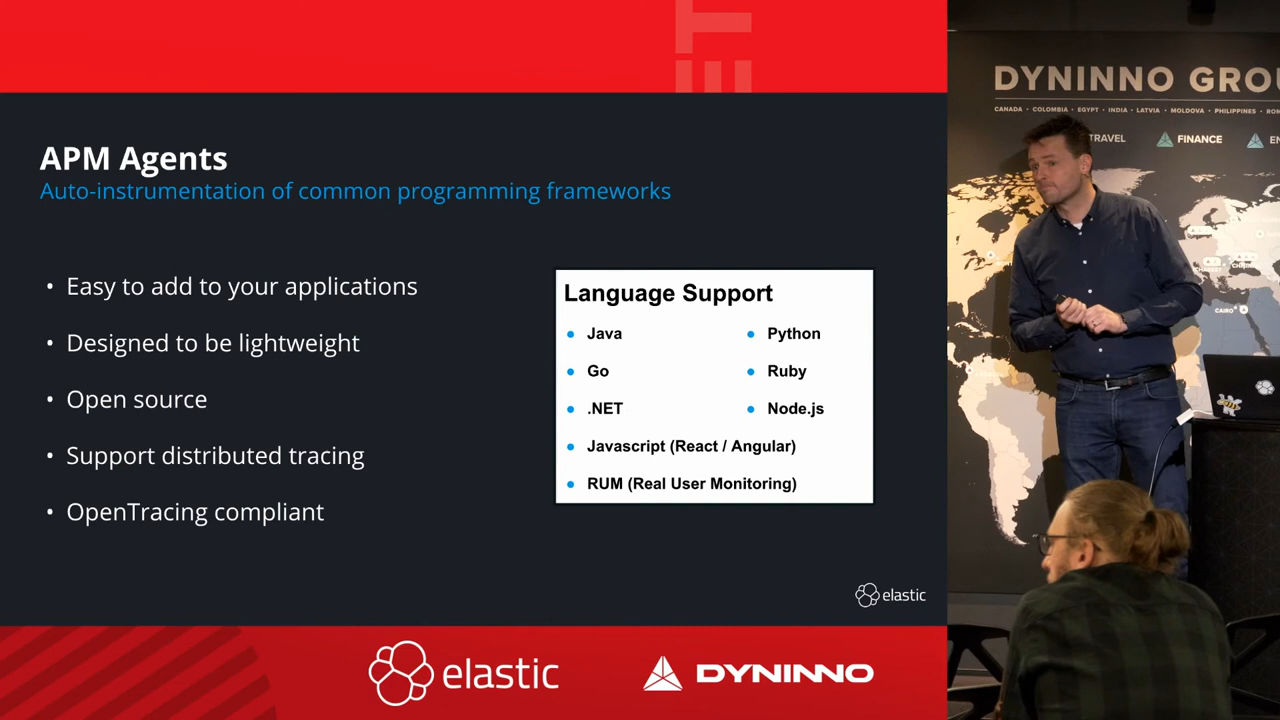 APM Agents
Auto-instrumentation of common programming frameworks
• Easy to add to your applications
• Designed to be lightweight
• Open source
• Support distributed tracing
• OpenTracing compliant
Language Support
• Java
• Python
• Go
• Ruby
• .NET
• Node.js
• Javascript (React / Angular)
• RUM (Real User Monitoring)
elastic
elastic
DYNINNO
DYNINNO GROU
CANADA • COLOMBIA • EGYPT • INDIA • LATVIA • MOLDOVA • PHILIPPINES • ROM
TRAVEL
FINANCE
EN
CAIRO